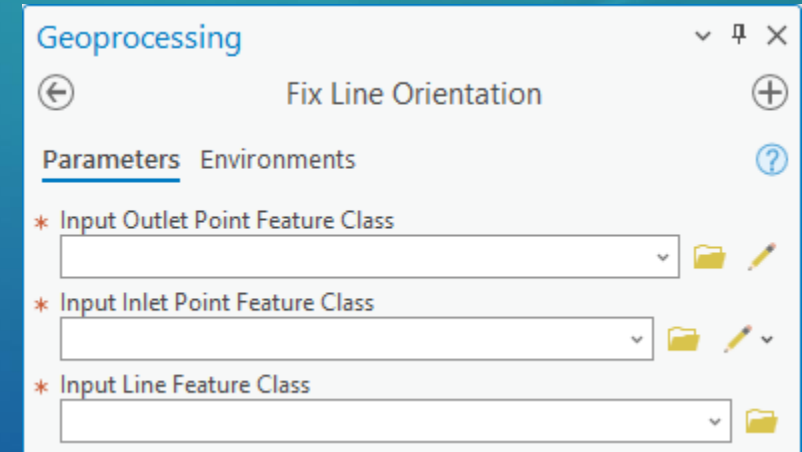 Geoprocessing
Fix Line Orientation
Parameters Environments
* Input Outlet Point Feature Class
* Input Inlet Point Feature Class
* Input Line Feature Class